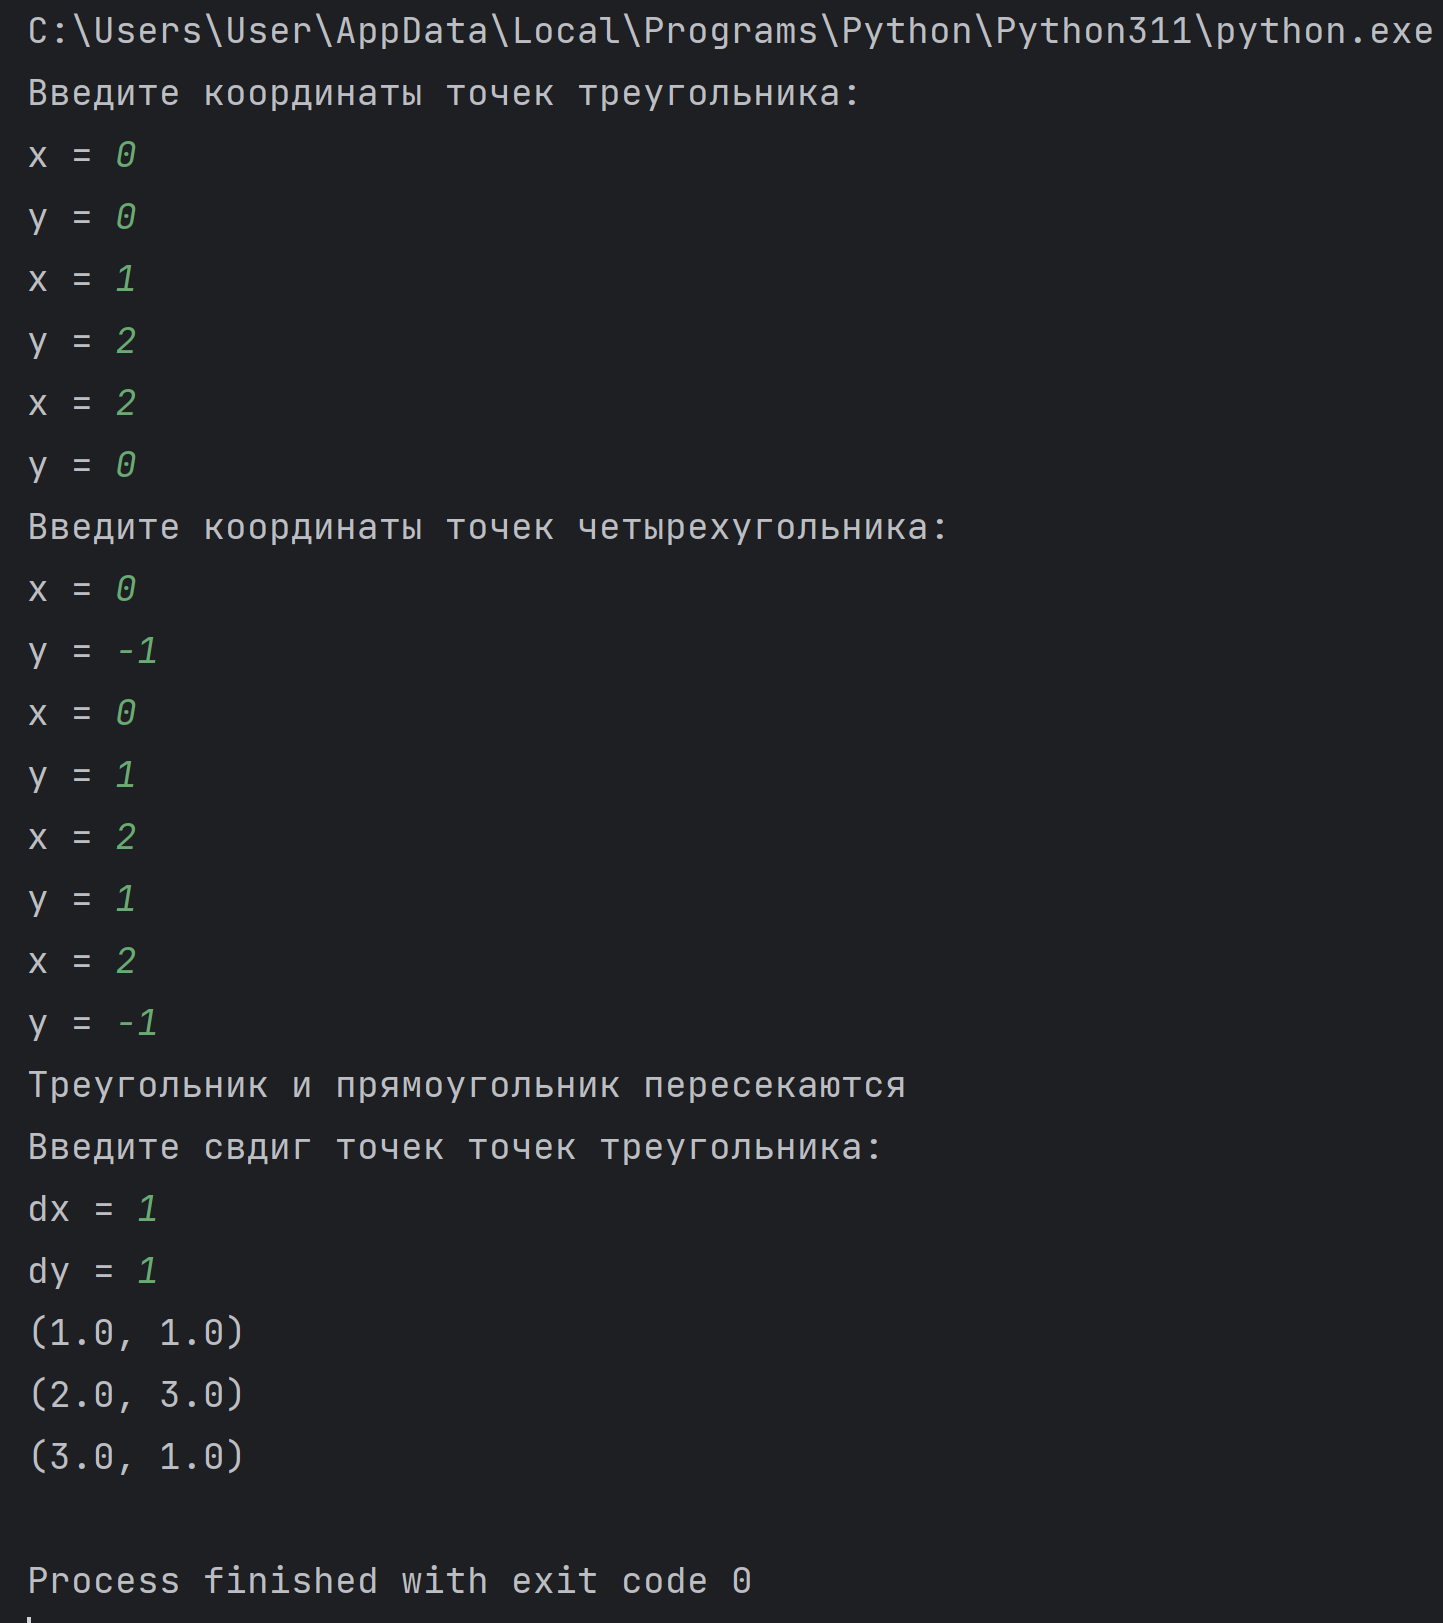 C:\Users\User\AppData\Local\Programs\Python\Python311\python.exe
Введите координаты точек треугольника:
x = 0
y = 0
x = 1
y = 2
x = 2
y = 0
Введите координаты точек четырехугольника:
x = 0
y = -1
x = 0
y = 1
x = 2
y = 1
x = 2
y = -1
Треугольник и прямоугольник пересекаются
Введите свдиг точек точек треугольника:
dx = 1
dy = 1
(1.0, 1.0)
(2.0, 3.0)
(3.0, 1.0)
Process finished with exit code 0